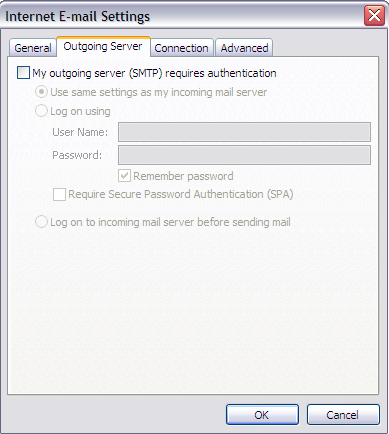 Internet E-mail Settings
General Outgoing Server Connection Advanced
My outgoing server (SMTP) requires authentication
Use same settings as my incoming mail server
Log on using
User Name:
Password:
Remember password
Require Secure Password Authentication (SPA)
Log on to incoming mail server before sending mail
OK Cancel